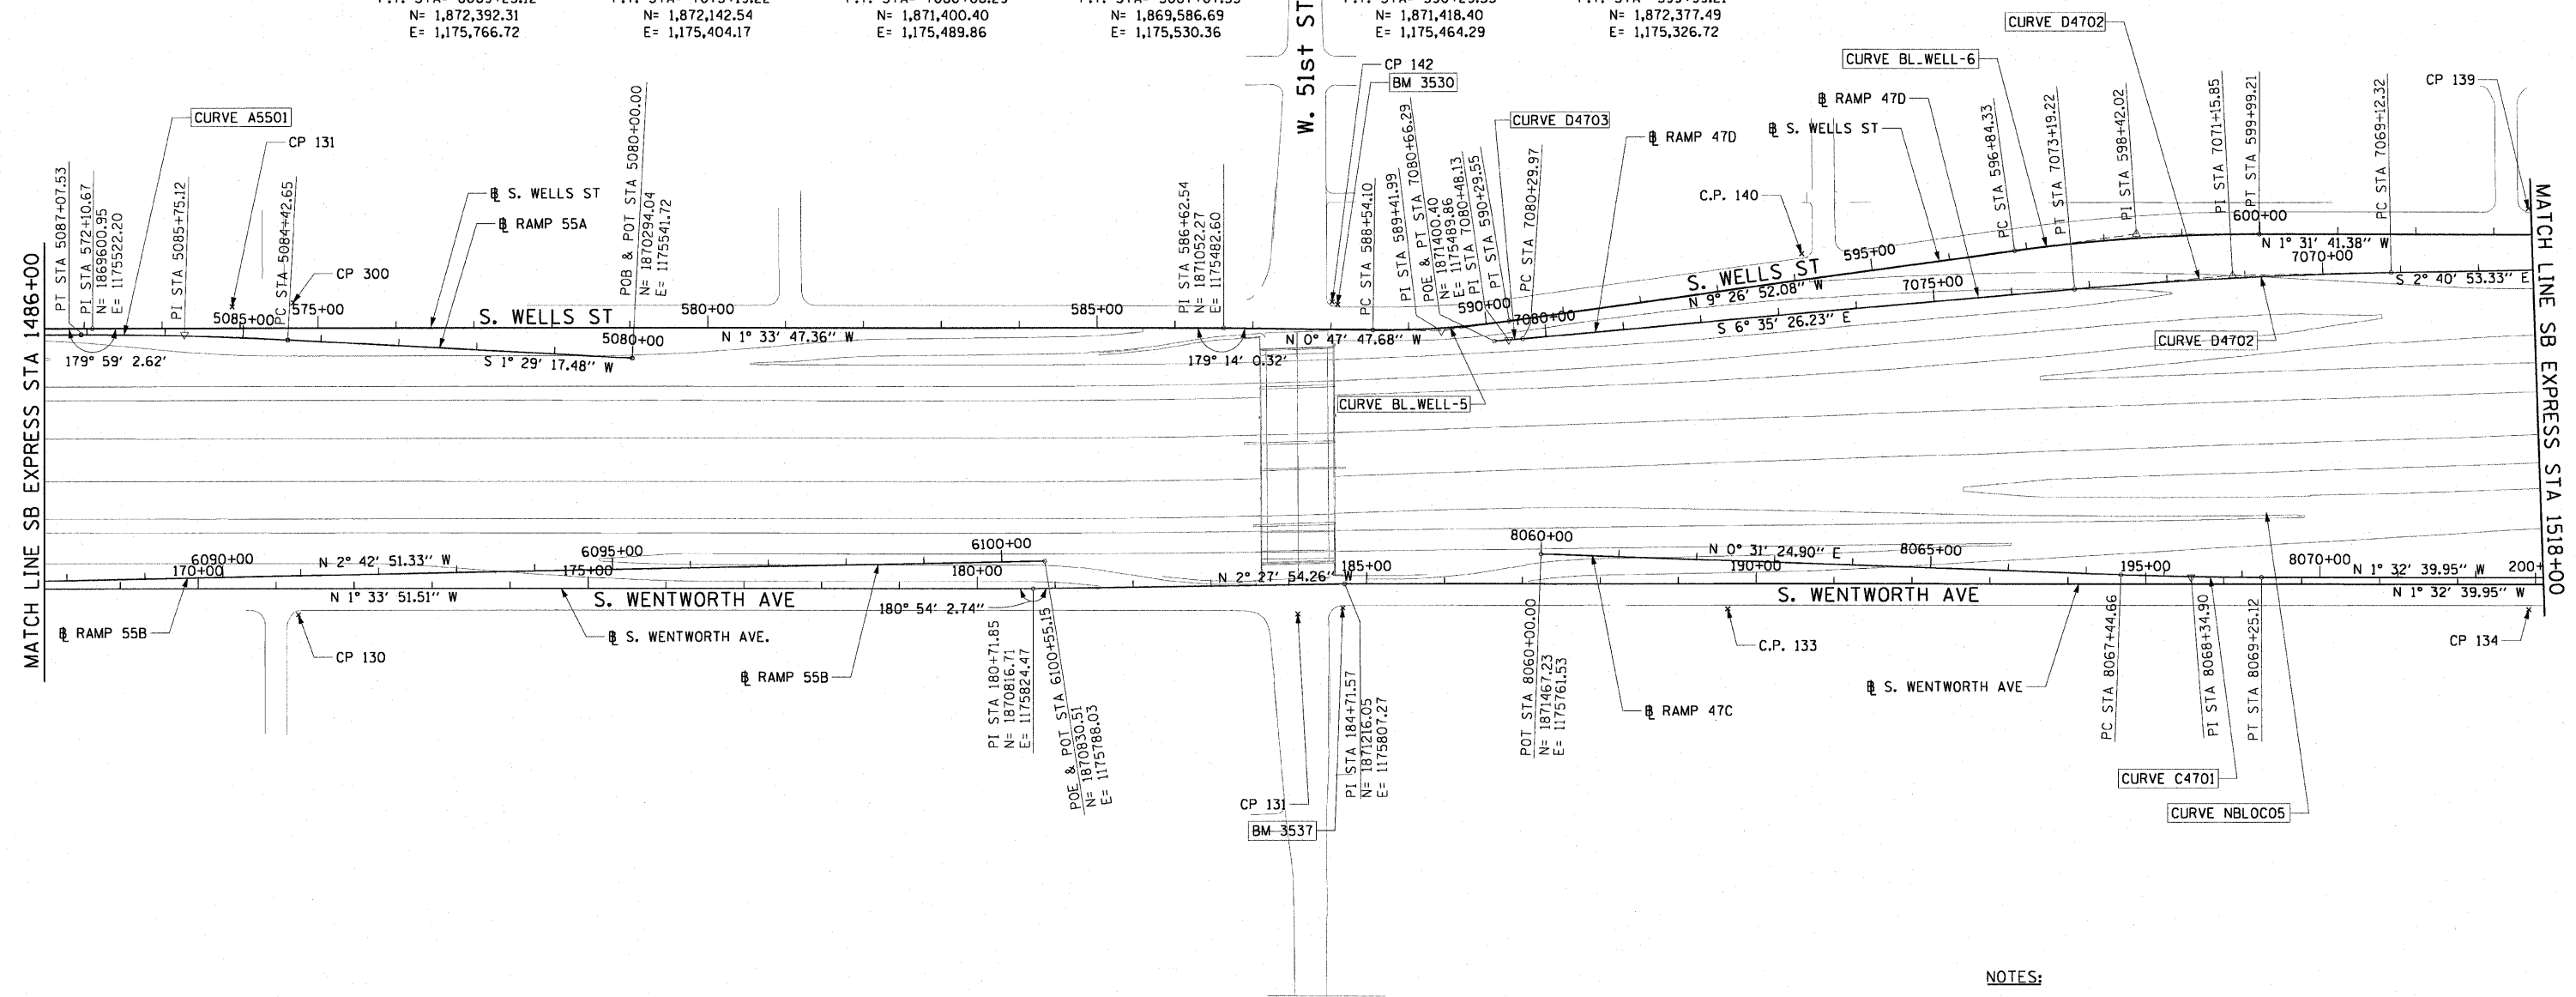 N= 1,872,392.31
E= 1,175,766.72
N= 1,872,142.54
E= 1,175,404.17
N= 1,871,400.40
E= 1,175,489.86
N= 1,869,586.69
E= 1,175,530.36
N= 1,871,418.40
E= 1,175,464.29
N= 1,872,377.49
E= 1,175,326.72
W. 51st ST
CURVE D4702
CURVE BL_WELL-6
CP 142
BM 3530
CP 139
CURVE A5501
CP 131
CURVE D4703
RAMP 47D
S. WELLS ST
RAMP 47D
C.P. 140
PT STA 5087+07.53
PI STA 572+10.67
N= 1869600.95
E= 1175522.20
PI STA 5085+75.12
PC STA 5084+42.65
CP 300
S. WELLS ST
RAMP 55A
POB & POT STA 5080+00.00
N= 1870294.04
E= 1175541.72
PI STA 586+62.54
N= 1871052.27
E= 1175482.60
PC STA 588+54.10
PI STA 589+41.99
POE & PT STA 7080+66.29
N= 1871400.40
E= 1175489.86
PI STA 7080+48.13
PT STA 590+29.55
PC STA 7080+29.97
PC STA 596+84.33
PT STA 7073+19.22
PI STA 598+42.02
PI STA 7071+15.85
PT STA 599+99.21
PC STA 7069+12.32
MATCH LINE SB EXPRESS STA 1486+00
MATCH LINE SB EXPRESS STA 1518+00
5085+00
575+00
S. WELLS ST
580+00
585+00
590+00
7080+00
S. WELLS ST
595+00
7075+00
600+00
7070+00
N 1° 31' 41.38" W
S 2° 40' 53.33" E
179° 59' 2.62'
S 1° 29' 17.48" W
5080+00
N 1° 33' 47.36" W
179° 14' 0.32'
N 0° 47' 47.68" W
N 9° 26' 52.08" W
S 6° 35' 26.23" E
CURVE D4702
CURVE BL_WELL-5
6090+00
170+00
N 2° 42' 51.33" W
6095+00
175+00
6100+00
180+00
N 2° 27' 54.26" W
185+00
8060+00
N 0° 31' 24.90" E
190+00
8065+00
195+00
8070+00
N 1° 32' 39.95" W
200+
N 1° 33' 51.51" W
S. WENTWORTH AVE
180° 54' 2.74"
S. WENTWORTH AVE
N 1° 32' 39.95" W
RAMP 55B
CP 130
S. WENTWORTH AVE.
RAMP 55B
PI STA 180+71.85
N= 1870816.71
E= 1175824.47
POE & POT STA 6100+55.15
N= 1870830.51
E= 1175788.03
PI STA 184+71.57
N= 1871216.05
E= 1175807.27
POT STA 8060+00.00
N= 1871467.23
E= 1175761.53
C.P. 133
CP 134
RAMP 47C
S. WENTWORTH AVE
PC STA 8067+44.66
PI STA 8068+34.90
PT STA 8069+25.12
CP 131
BM 3537
CURVE C4701
CURVE NBLOC05
NOTES: